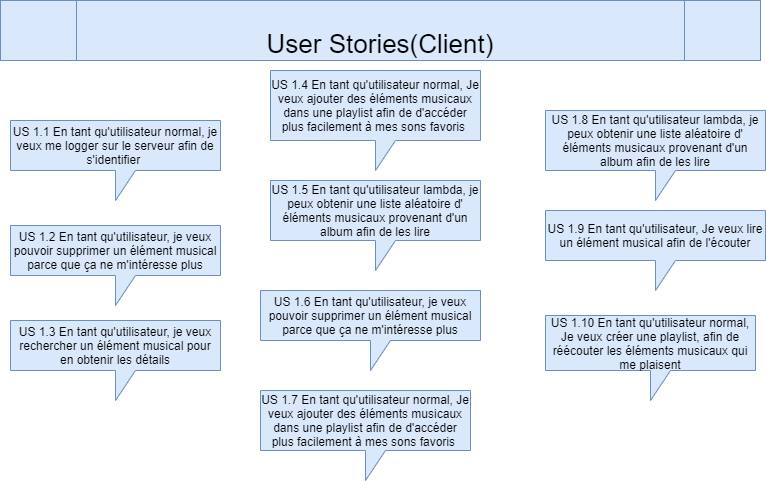 User Stories(Client)
US 1.1 En tant qu'utilisateur normal, je
veux me logger sur le serveur afin de
s'identifier
US 1.2 En tant qu'utilisateur, je veux
pouvoir supprimer un élément musical
parce que ça ne m'intéresse plus
US 1.3 En tant qu'utilisateur, je veux
rechercher un élément musical pour
en obtenir les détails
US 1.4 En tant qu'utilisateur normal, Je
veux ajouter des éléments musicaux
dans une playlist afin de d'accéder
plus facilement à mes sons favoris
US 1.5 En tant qu'utilisateur lambda, je
peux obtenir une liste aléatoire d'
éléments musicaux provenant d'un
album afin de les lire
US 1.6 En tant qu'utilisateur, je veux
pouvoir supprimer un élément musical
parce que ça ne m'intéresse plus
US 1.7 En tant qu'utilisateur normal, Je
veux ajouter des éléments musicaux
dans une playlist afin de d'accéder
plus facilement à mes sons favoris
US 1.8 En tant qu'utilisateur lambda, je
peux obtenir une liste aléatoire d'
éléments musicaux provenant d'un
album afin de les lire
US 1.9 En tant qu'utilisateur, Je veux lire
un élément musical afin de l'écouter
US 1.10 En tant qu'utilisateur normal,
Je veux créer une playlist, afin de
réécouter les éléments musicaux qui
me plaisent